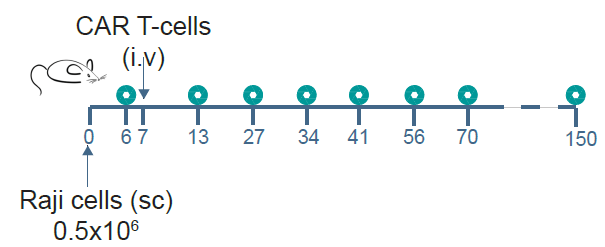 CAR T-cells
(i.v)
0 6 7 13 27 34 41 56 70 150
Raji cells (sc)
0.5x10⁶